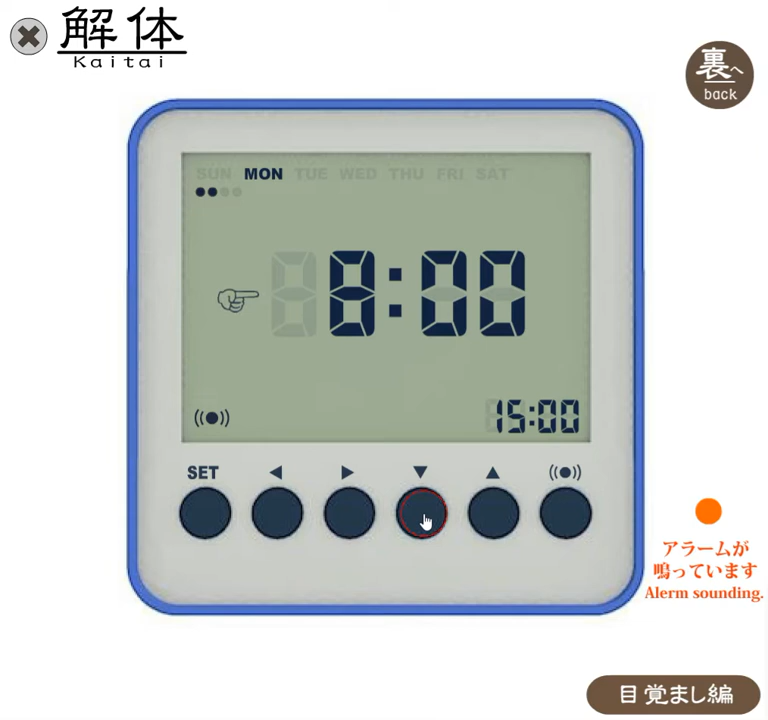 解体
Kaitai
裏へ
back
SUN MON TUE WED THU FRI SAT
8:00
15:00
SET ◀ ▶ ▼ ▲ ((●))
アラームが
鳴っています
Alerm sounding.
目覚まし編